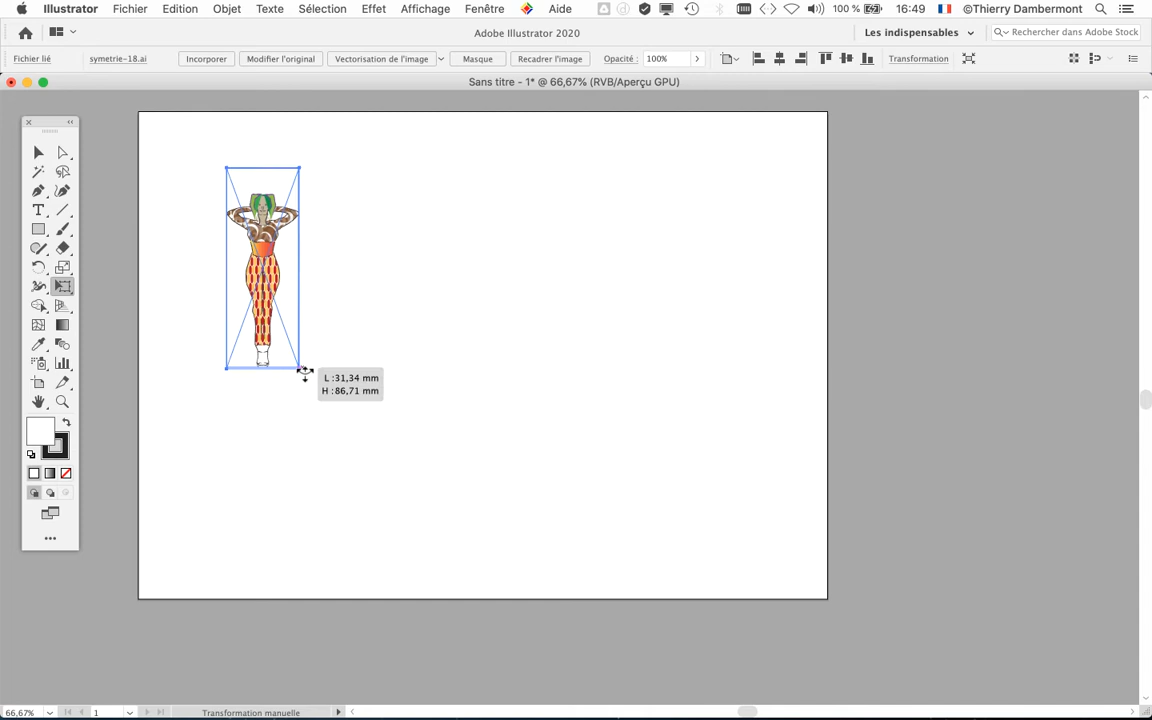 Illustrator Fichier Edition Objet Texte Sélection Effet Affichage Fenêtre Aide 100 % 16:49 ©Thierry Dambermont
Adobe Illustrator 2020 Les indispensables Rechercher dans Adobe Stock
Fichier lié symetrie-18.ai Incorporer Modifier l'original Vectorisation de l'image Masque Recadrer l'image Opacité : 100% Transformation
Sans titre - 1* @ 66,67% (RVB/Aperçu GPU)
L :31,34 mm
H :86,71 mm
66,67% 1 Transformation manuelle